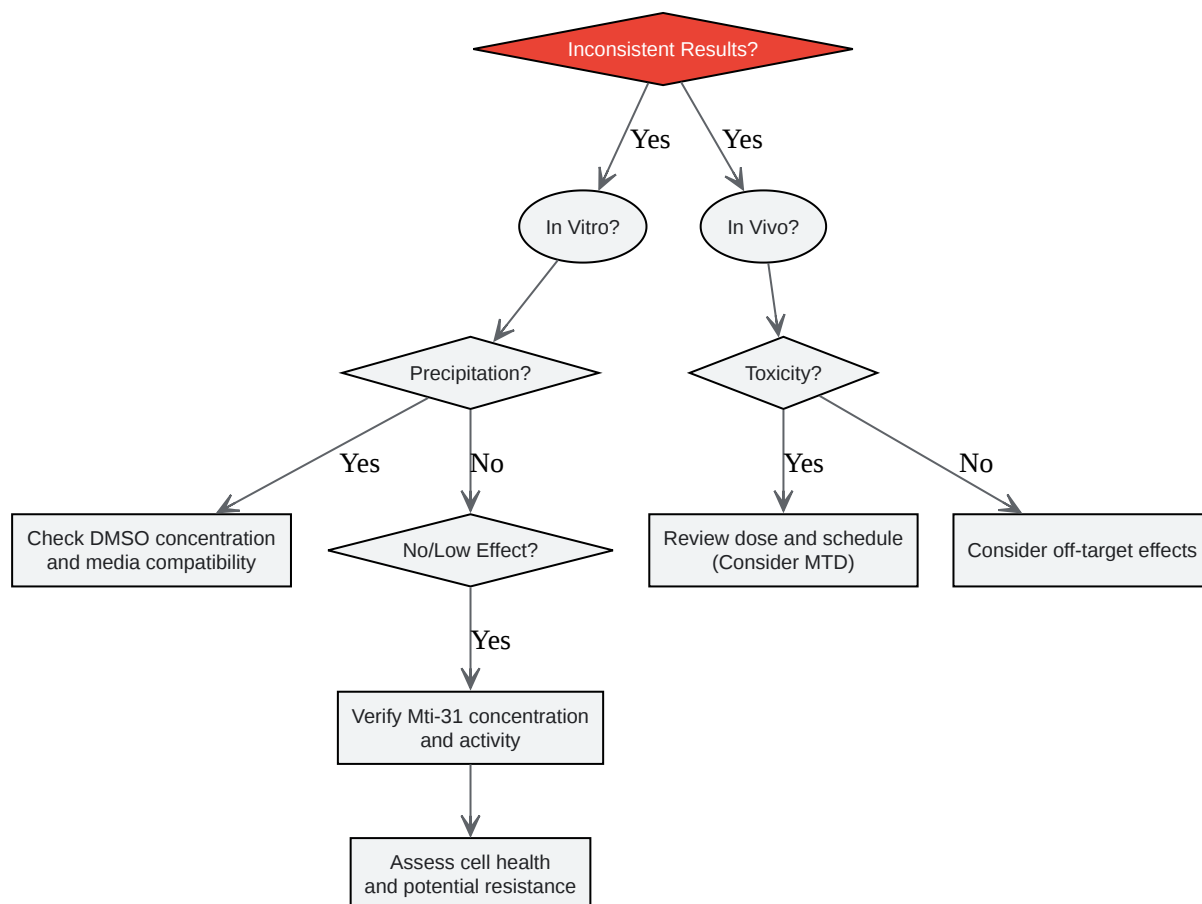 Inconsistent Results?
Yes
Yes
In Vitro?
In Vivo?
Precipitation?
Toxicity?
Yes
No
Yes
No
Check DMSO concentration
and media compatibility
No/Low Effect?
Review dose and schedule
(Consider MTD)
Consider off-target effects
Yes
Verify Mti-31 concentration
and activity
Assess cell health
and potential resistance